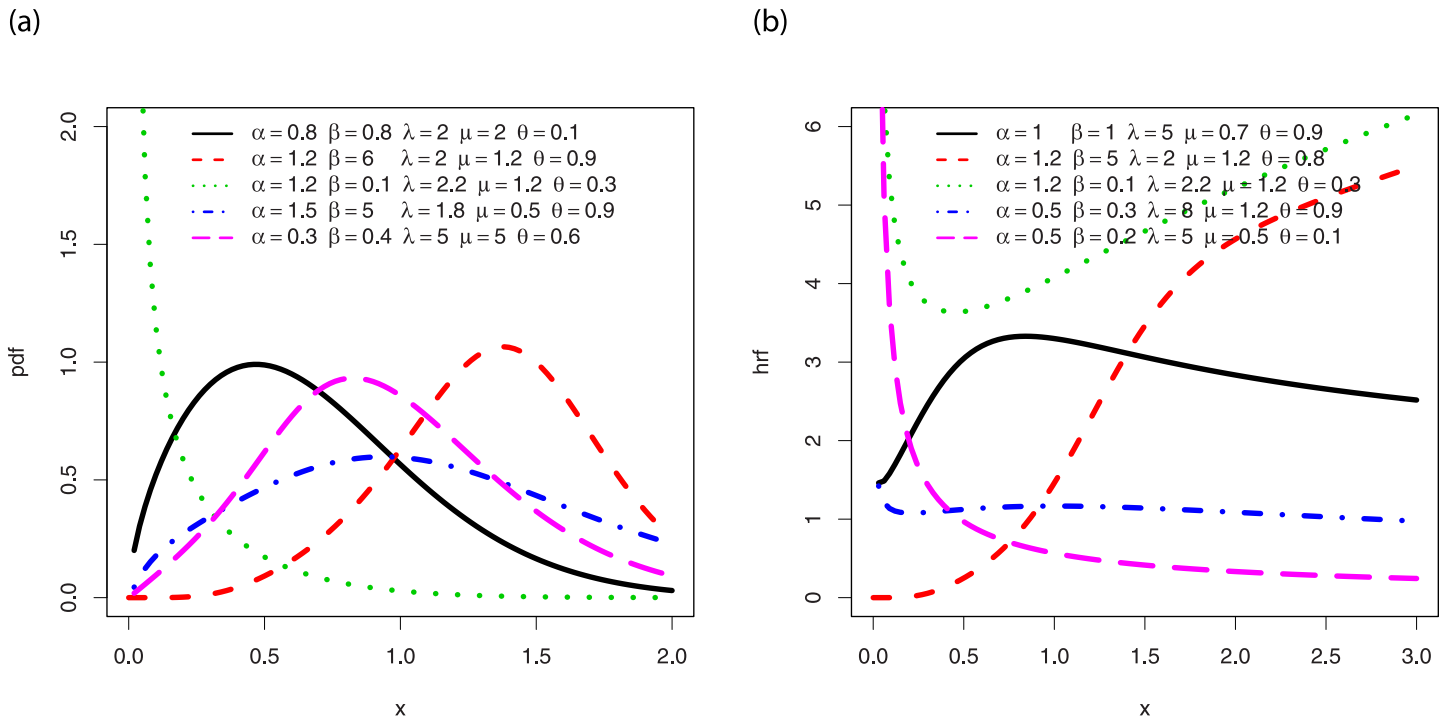 (a)
pdf
2.0
1.5
1.0
0.5
0.0
α = 0.8 β = 0.8 λ = 2 μ = 2 θ = 0.1
α = 1.2 β = 6 λ = 2 μ = 1.2 θ = 0.9
α = 1.2 β = 0.1 λ = 2.2 μ = 1.2 θ = 0.3
α = 1.5 β = 5 λ = 1.8 μ = 0.5 θ = 0.9
α = 0.3 β = 0.4 λ = 5 μ = 5 θ = 0.6
0.0 0.5 1.0 1.5 2.0
x
(b)
hrf
6
5
4
3
2
1
0
α = 1 β = 1 λ = 5 μ = 0.7 θ = 0.9
α = 1.2 β = 5 λ = 2 μ = 1.2 θ = 0.8
α = 1.2 β = 0.1 λ = 2.2 μ = 1.2 θ = 0.3
α = 0.5 β = 0.3 λ = 8 μ = 1.2 θ = 0.9
α = 0.5 β = 0.2 λ = 5 μ = 0.5 θ = 0.1
0.0 0.5 1.0 1.5 2.0 2.5 3.0
x